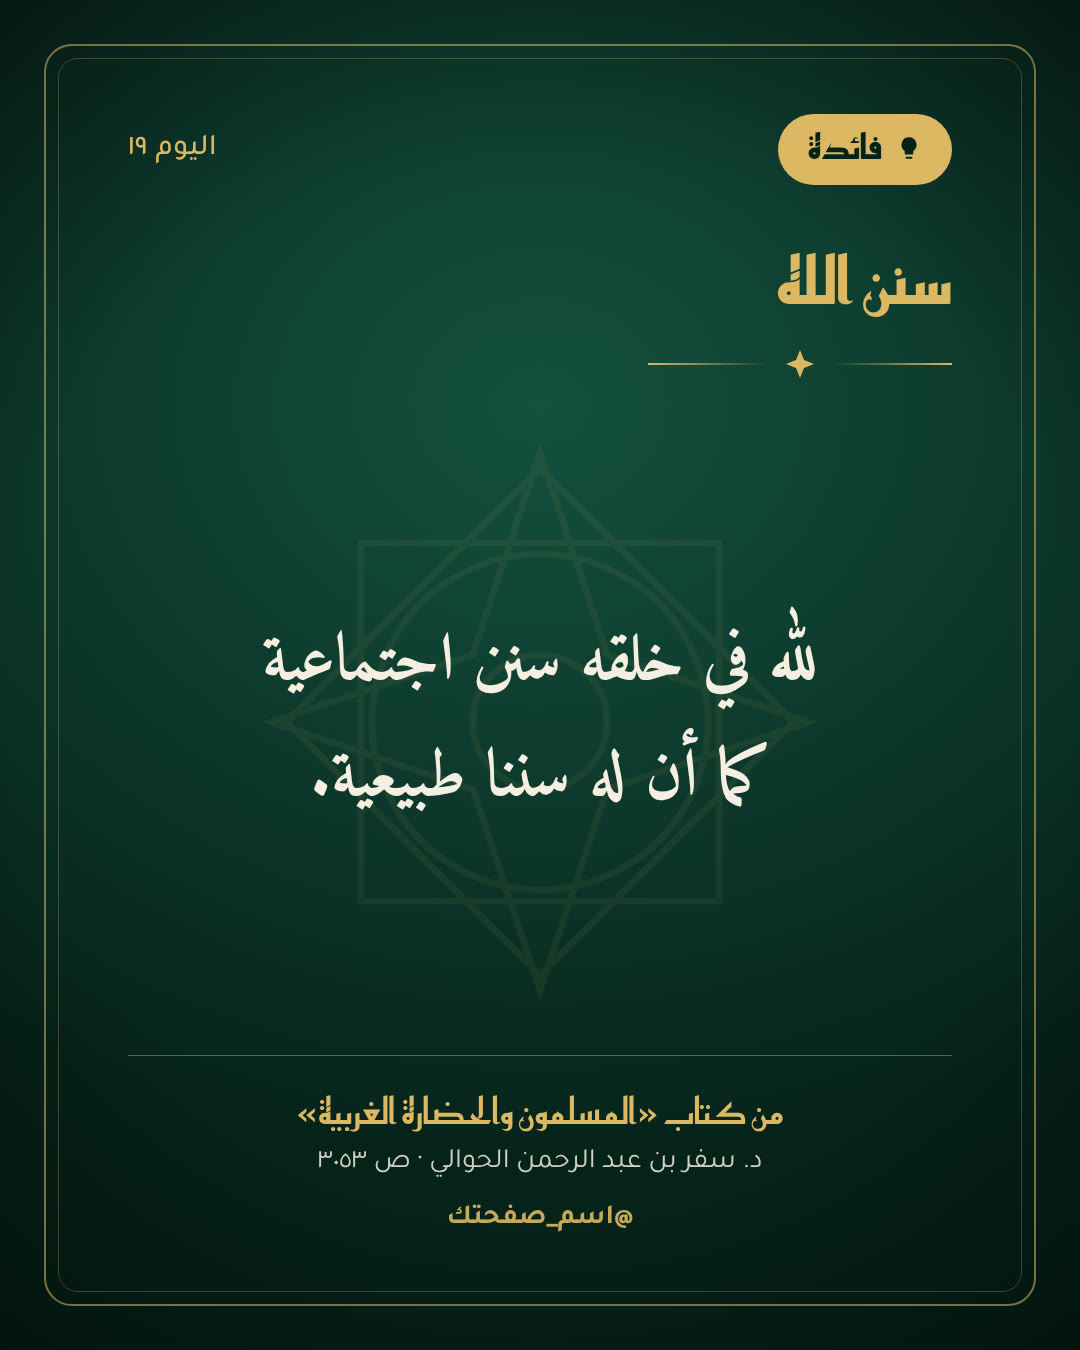 فائدة
اليوم ١٩
سنن الله
لله في خلقه سنن اجتماعية
كما أن له سننا طبيعية.
من كتاب «المسلمون والحضارة الغربية»
د. سفر بن عبد الرحمن الحوالي · ص ٣٠٥٣
@اسم_صفحتك